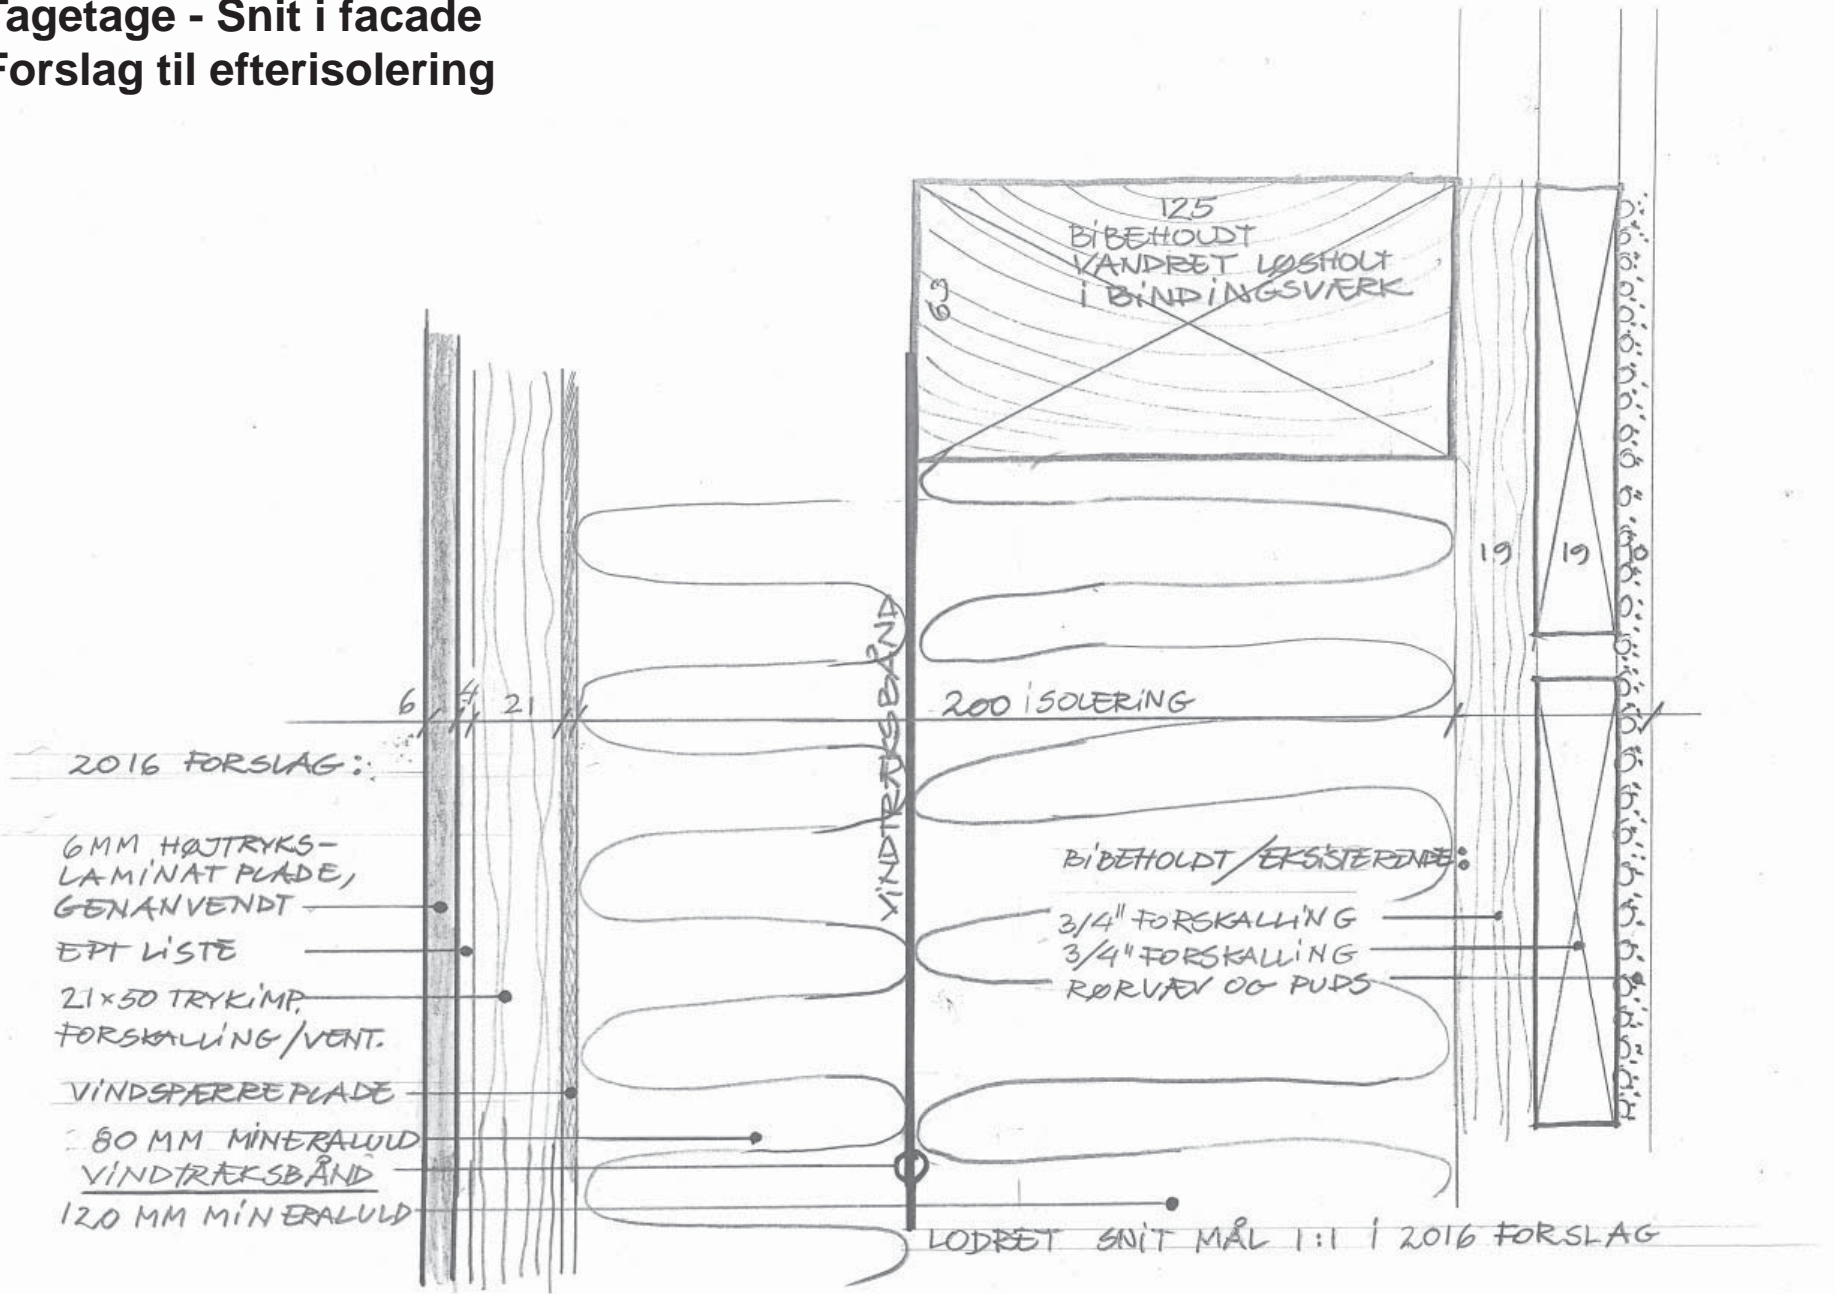 Tagetage - Snit i facade
Forslag til efterisolering
125
BIBEHOLDT
VANDRET LØSHOLT
I BINDINGSVÆRK
63
19
19
6
4
21
VINDTRÆKSBÅND
200 ISOLERING
2016 FORSLAG:
6MM HØJTRYKS-
LAMINAT PLADE,
GENANVENDT
EPT LISTE
21×50 TRYKIMP.
FORSKALLING/VENT.
VINDSPÆRREPLADE
80 MM MINERALULD
VINDTRÆKSBÅND
120 MM MINERALULD
BIBEHOLDT/EKSISTERENDE:
3/4" FORSKALLING
3/4" FORSKALLING
RØRVÆV OG PUDS
LODRET SNIT MÅL 1:1 I 2016 FORSLAG